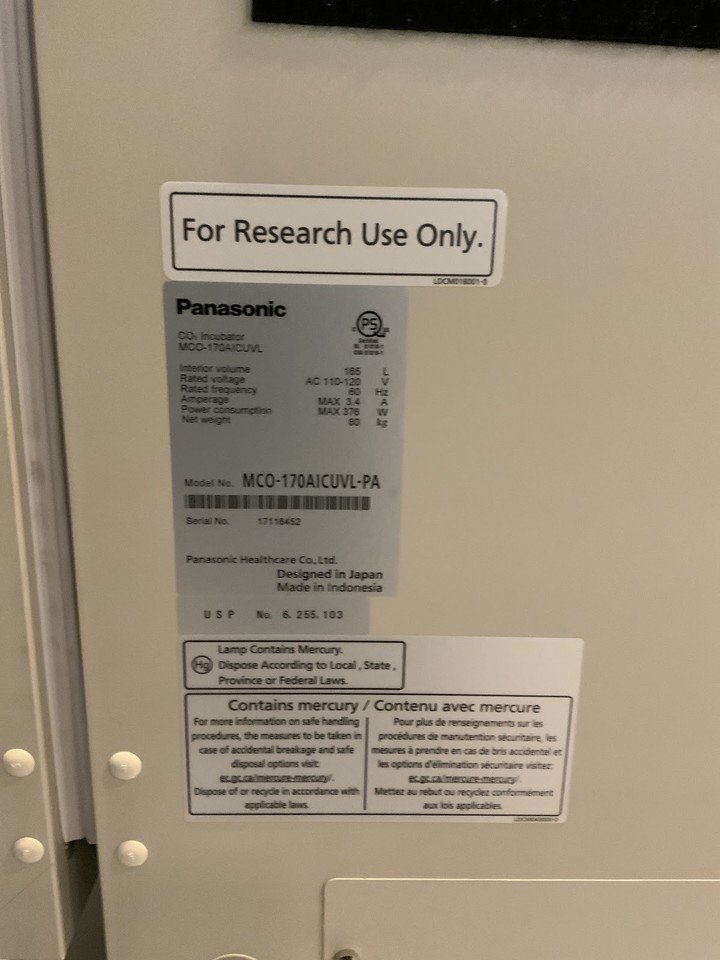 For Research Use Only.
LDCM018001-0
Panasonic
PS
CO₂ Incubator
MCO-170AICUVL
Interior volume 165 L
Rated voltage AC 110-120 V
Rated frequency 60 Hz
Amperage MAX 3.4 A
Power consumption MAX 376 W
Net weight 80 kg
Model No. MCO-170AICUVL-PA
Serial No. 17116452
Panasonic Healthcare Co., Ltd.
Designed in Japan
Made in Indonesia
U S P No. 6. 255. 103
Hg
Lamp Contains Mercury.
Dispose According to Local , State ,
Province or Federal Laws.
Contains mercury / Contenu avec mercure
For more information on safe handling
procedures, the measures to be taken in
case of accidental breakage and safe
disposal options visit:
ec.gc.ca/mercure-mercury/.
Dispose of or recycle in accordance with
applicable laws.
Pour plus de renseignements sur les
procédures de manutention sécuritaire, les
mesures à prendre en cas de bris accidentel et
les options d'élimination sécuritaire visitez:
ec.gc.ca/mercure-mercury/.
Mettez au rebut ou recyclez conformément
aux lois applicables.